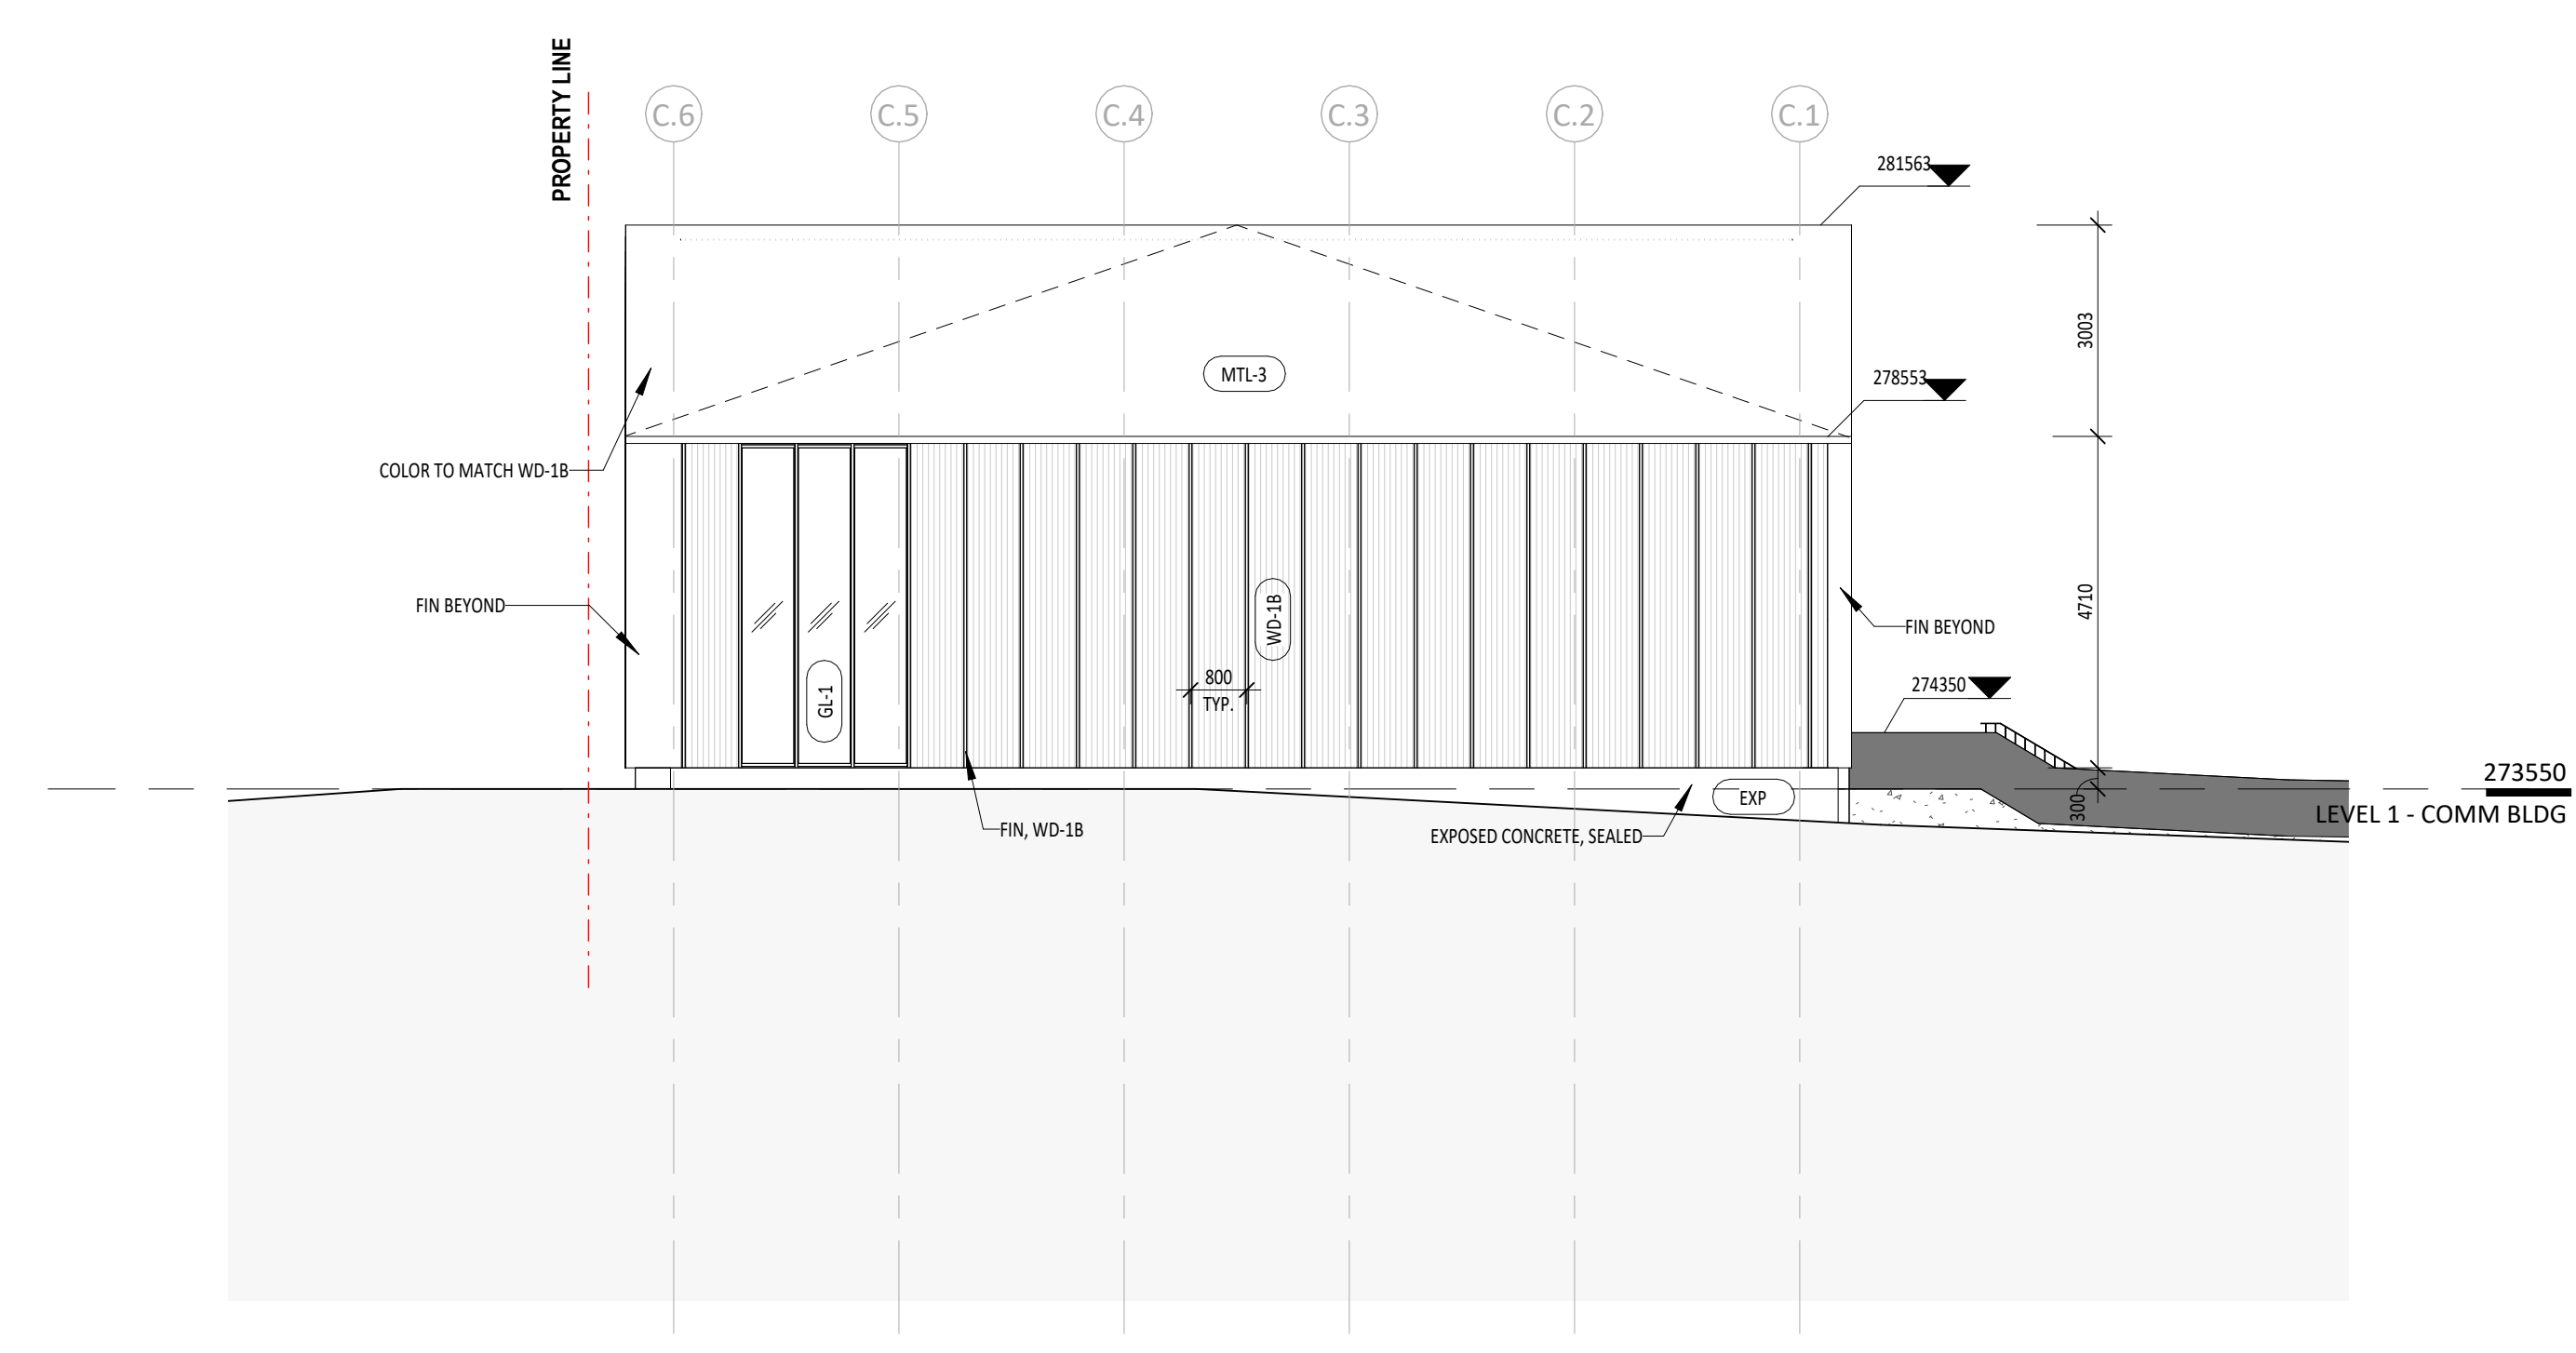 PROPERTY LINE
C.6
C.5
C.4
C.3
C.2
C.1
281563
3003
MTL-3
278553
COLOR TO MATCH WD-1B
FIN BEYOND
WD-1B
4710
FIN BEYOND
800
TYP.
GL-1
274350
273550
LEVEL 1 - COMM BLDG
EXP
300
FIN, WD-1B
EXPOSED CONCRETE, SEALED